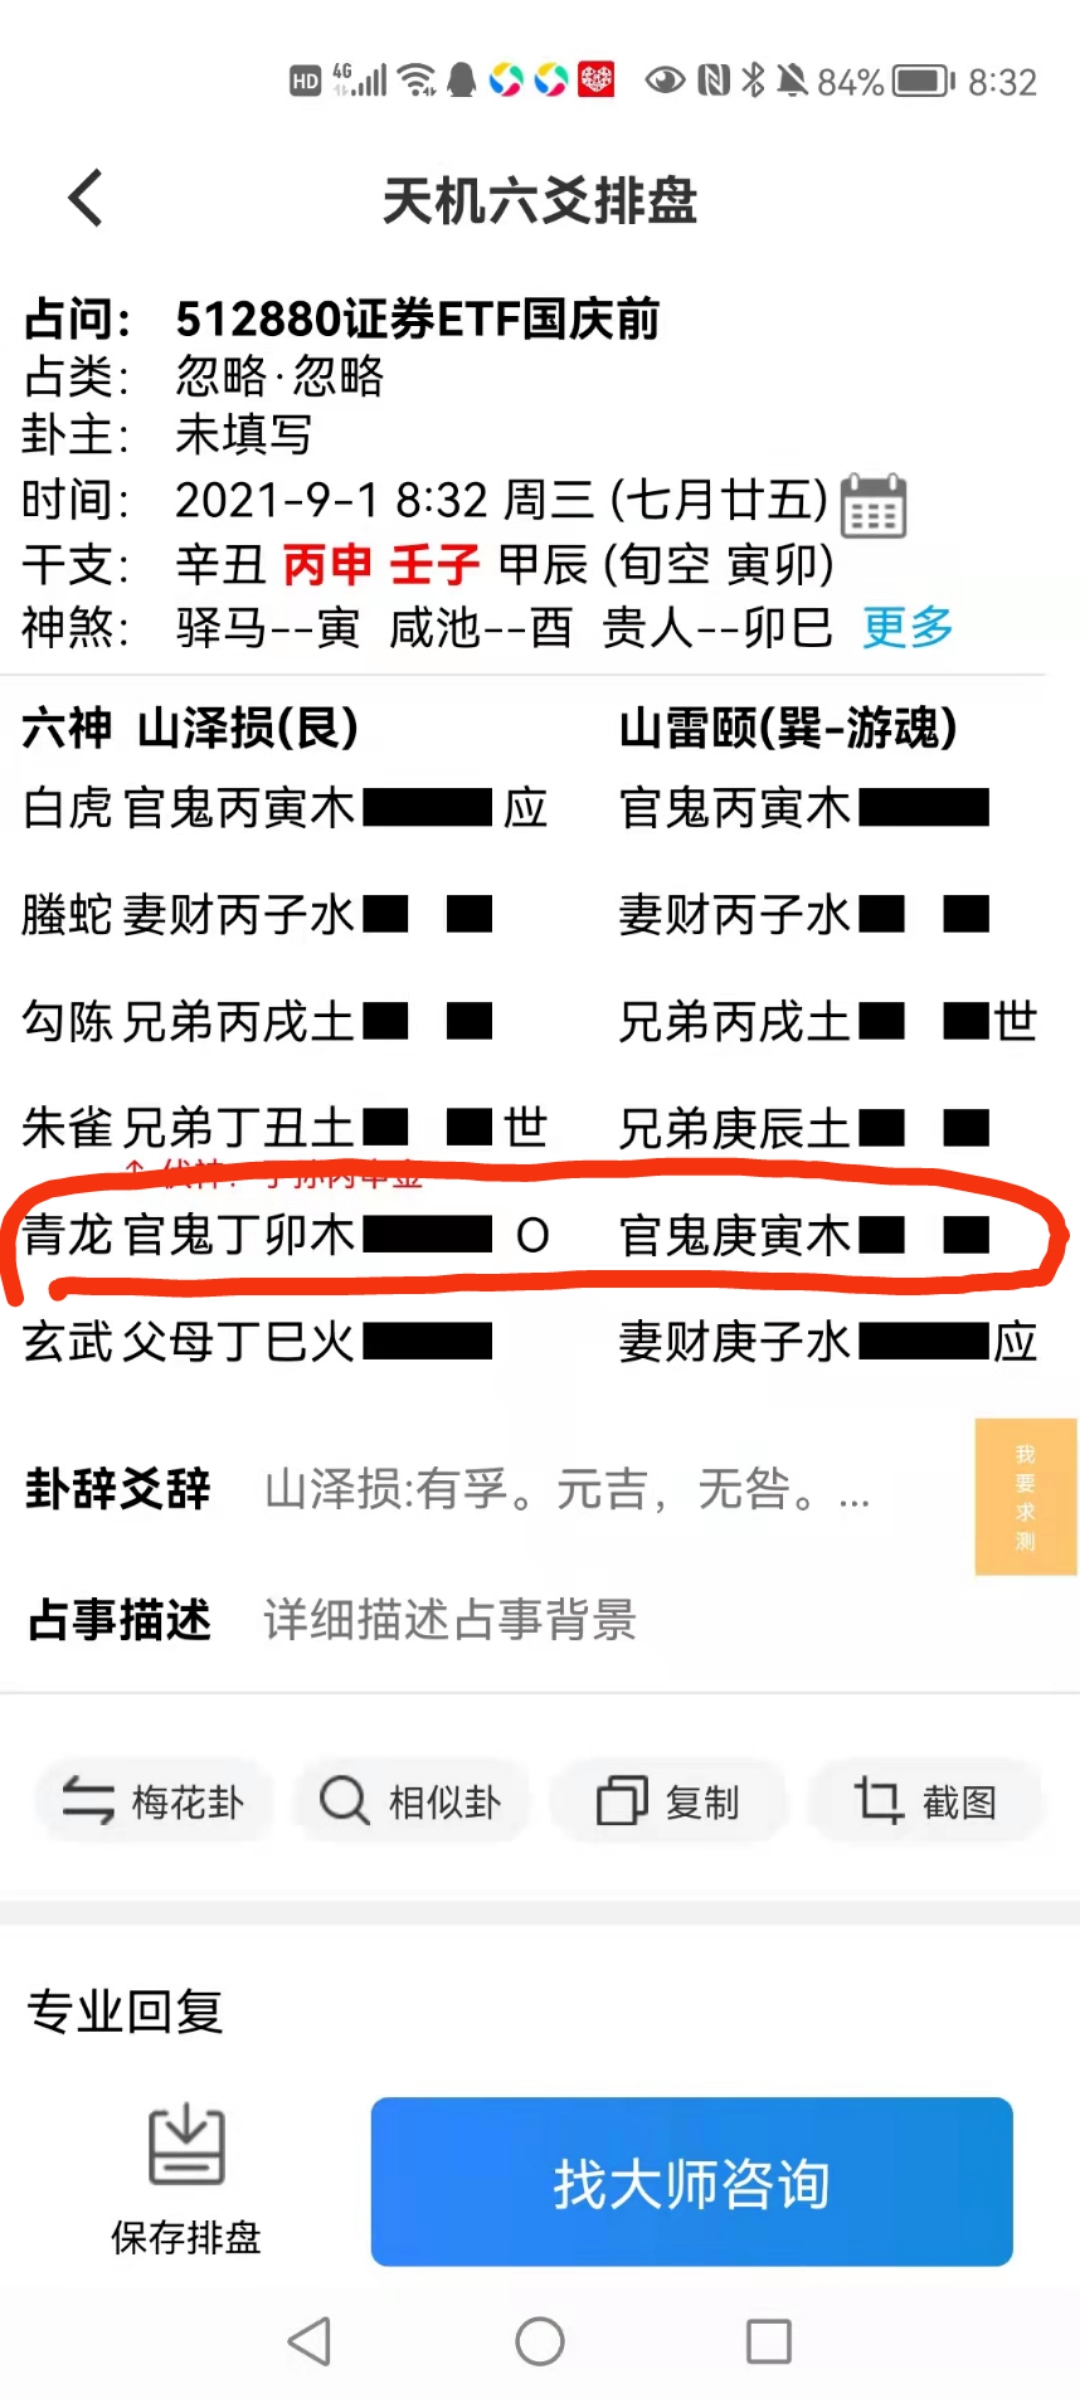 HD 4G 84% 8:32
天机六爻排盘
占问: 512880证券ETF国庆前
占类: 忽略·忽略
卦主: 未填写
时间: 2021-9-1 8:32 周三 (七月廿五)
干支: 辛丑 丙申 壬子 甲辰 (旬空 寅卯)
神煞: 驿马--寅 咸池--酉 贵人--卯巳 更多
六神 山泽损(艮) 山雷颐(巽-游魂)
白虎 官鬼丙寅木 应 官鬼丙寅木
螣蛇 妻财丙子水 妻财丙子水
勾陈 兄弟丙戌土 兄弟丙戌土 世
朱雀 兄弟丁丑土 世 兄弟庚辰土
↑ 伏神: 子孙丙申金
青龙 官鬼丁卯木 O 官鬼庚寅木
玄武 父母丁巳火 妻财庚子水 应
卦辞爻辞 山泽损:有孚。元吉，无咎。...
我要求测
占事描述 详细描述占事背景
梅花卦 相似卦 复制 截图
专业回复
保存排盘 找大师咨询